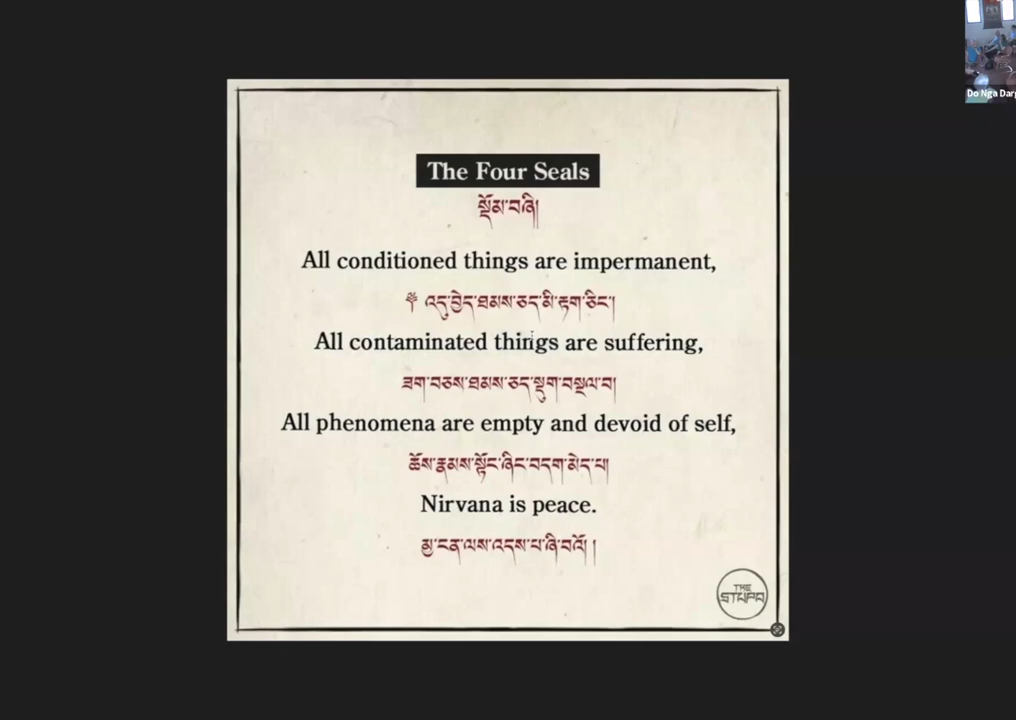 The Four Seals
སྡོམ་བཞི།
All conditioned things are impermanent,
༈ འདུ་བྱེད་ཐམས་ཅད་མི་རྟག་ཅིང་།
All contaminated things are suffering,
ཟག་བཅས་ཐམས་ཅད་སྡུག་བསྔལ་བ།
All phenomena are empty and devoid of self,
ཆོས་རྣམས་སྟོང་ཞིང་བདག་མེད་པ།
Nirvana is peace.
མྱ་ངན་ལས་འདས་པ་ཞི་བའོ། །
THE
STUPA
Do Nga